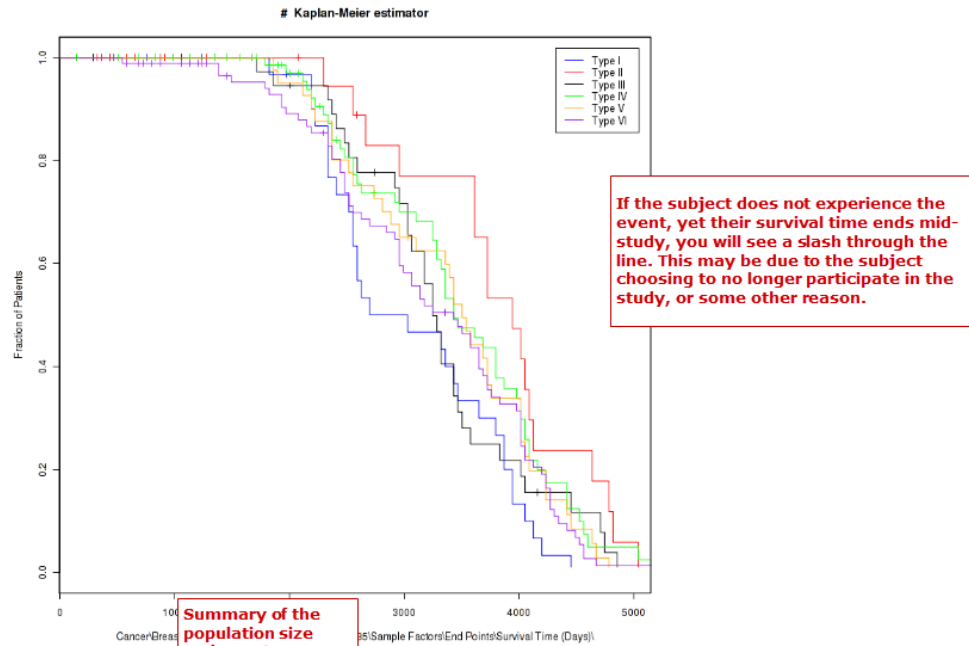 # Kaplan-Meier estimator
Type I
Type II
Type III
Type IV
Type V
Type VI
1.0
0.8
0.6
0.4
0.2
0.0
Fraction of Patients
If the subject does not experience the
event, yet their survival time ends mid-
study, you will see a slash through the
line. This may be due to the subject
choosing to no longer participate in the
study, or some other reason.
0 3000 4000 5000
Summary of the
population size
Cancer\Breas 35\Sample Factors\End Points\Survival Time (Days)\